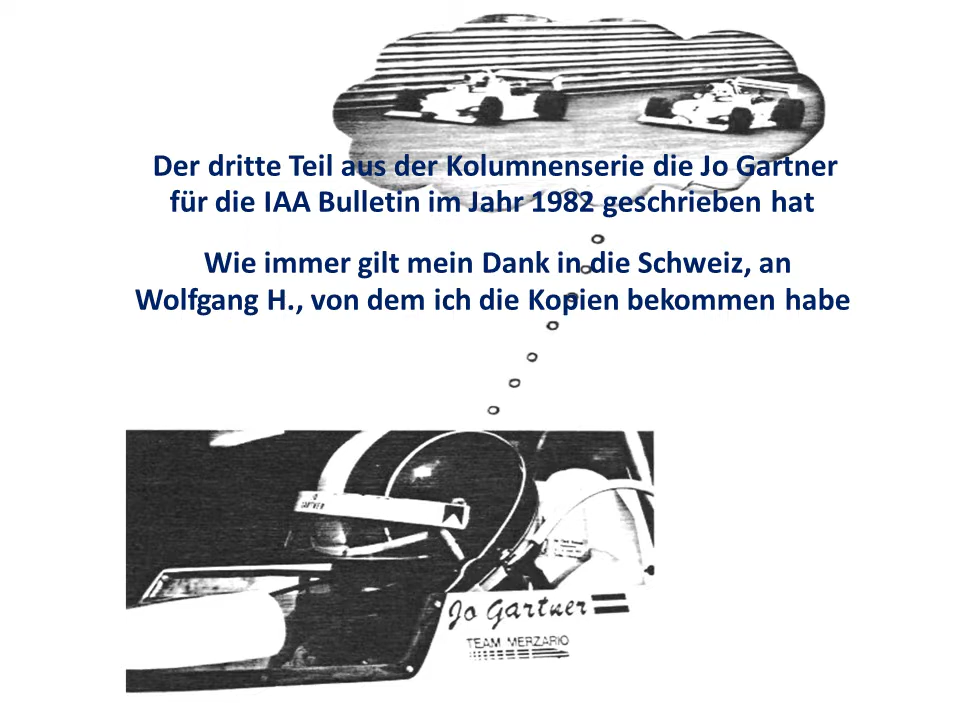 Der dritte Teil aus der Kolumnenserie die Jo Gartner
für die IAA Bulletin im Jahr 1982 geschrieben hat
Wie immer gilt mein Dank in die Schweiz, an
Wolfgang H., von dem ich die Kopien bekommen habe
JO
GARTNER
Jo Gartner
TEAM MERZARIO